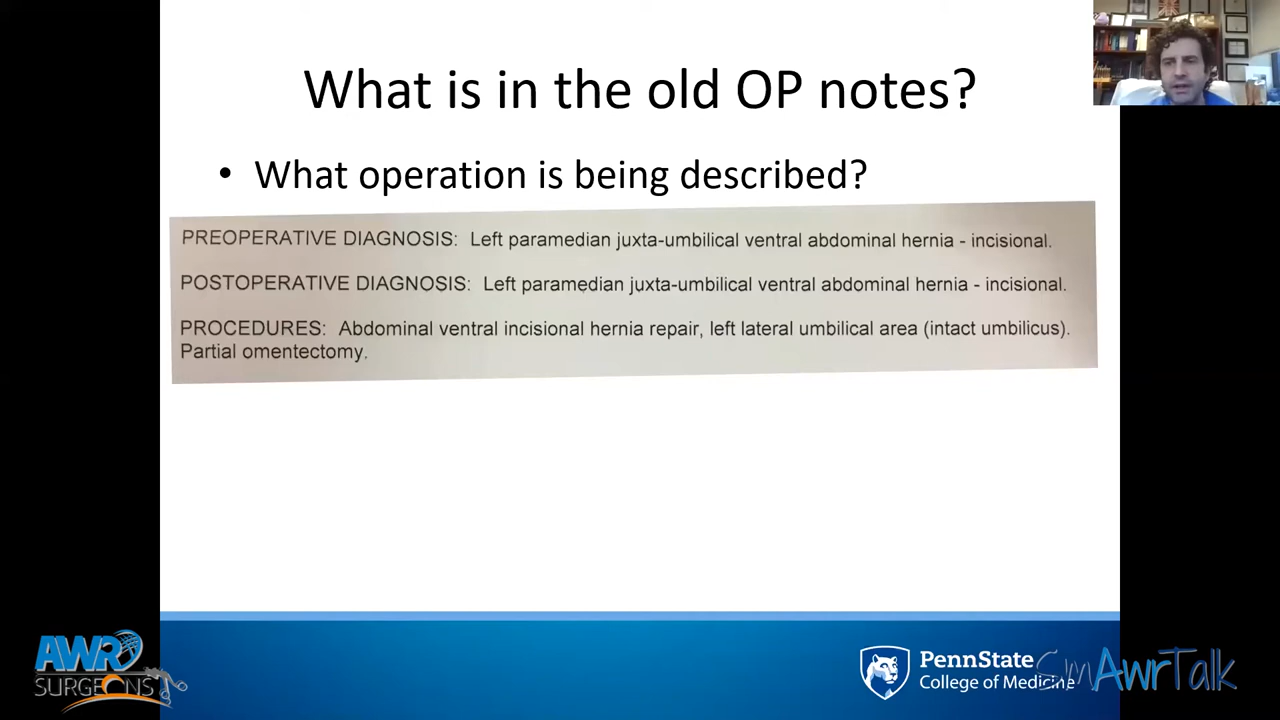 What is in the old OP notes?
• What operation is being described?
PREOPERATIVE DIAGNOSIS: Left paramedian juxta-umbilical ventral abdominal hernia - incisional.
POSTOPERATIVE DIAGNOSIS: Left paramedian juxta-umbilical ventral abdominal hernia - incisional.
PROCEDURES: Abdominal ventral incisional hernia repair, left lateral umbilical area (intact umbilicus).
Partial omentectomy.
AWR
SURGEONS
PennState
College of Medicine
AwrTalk